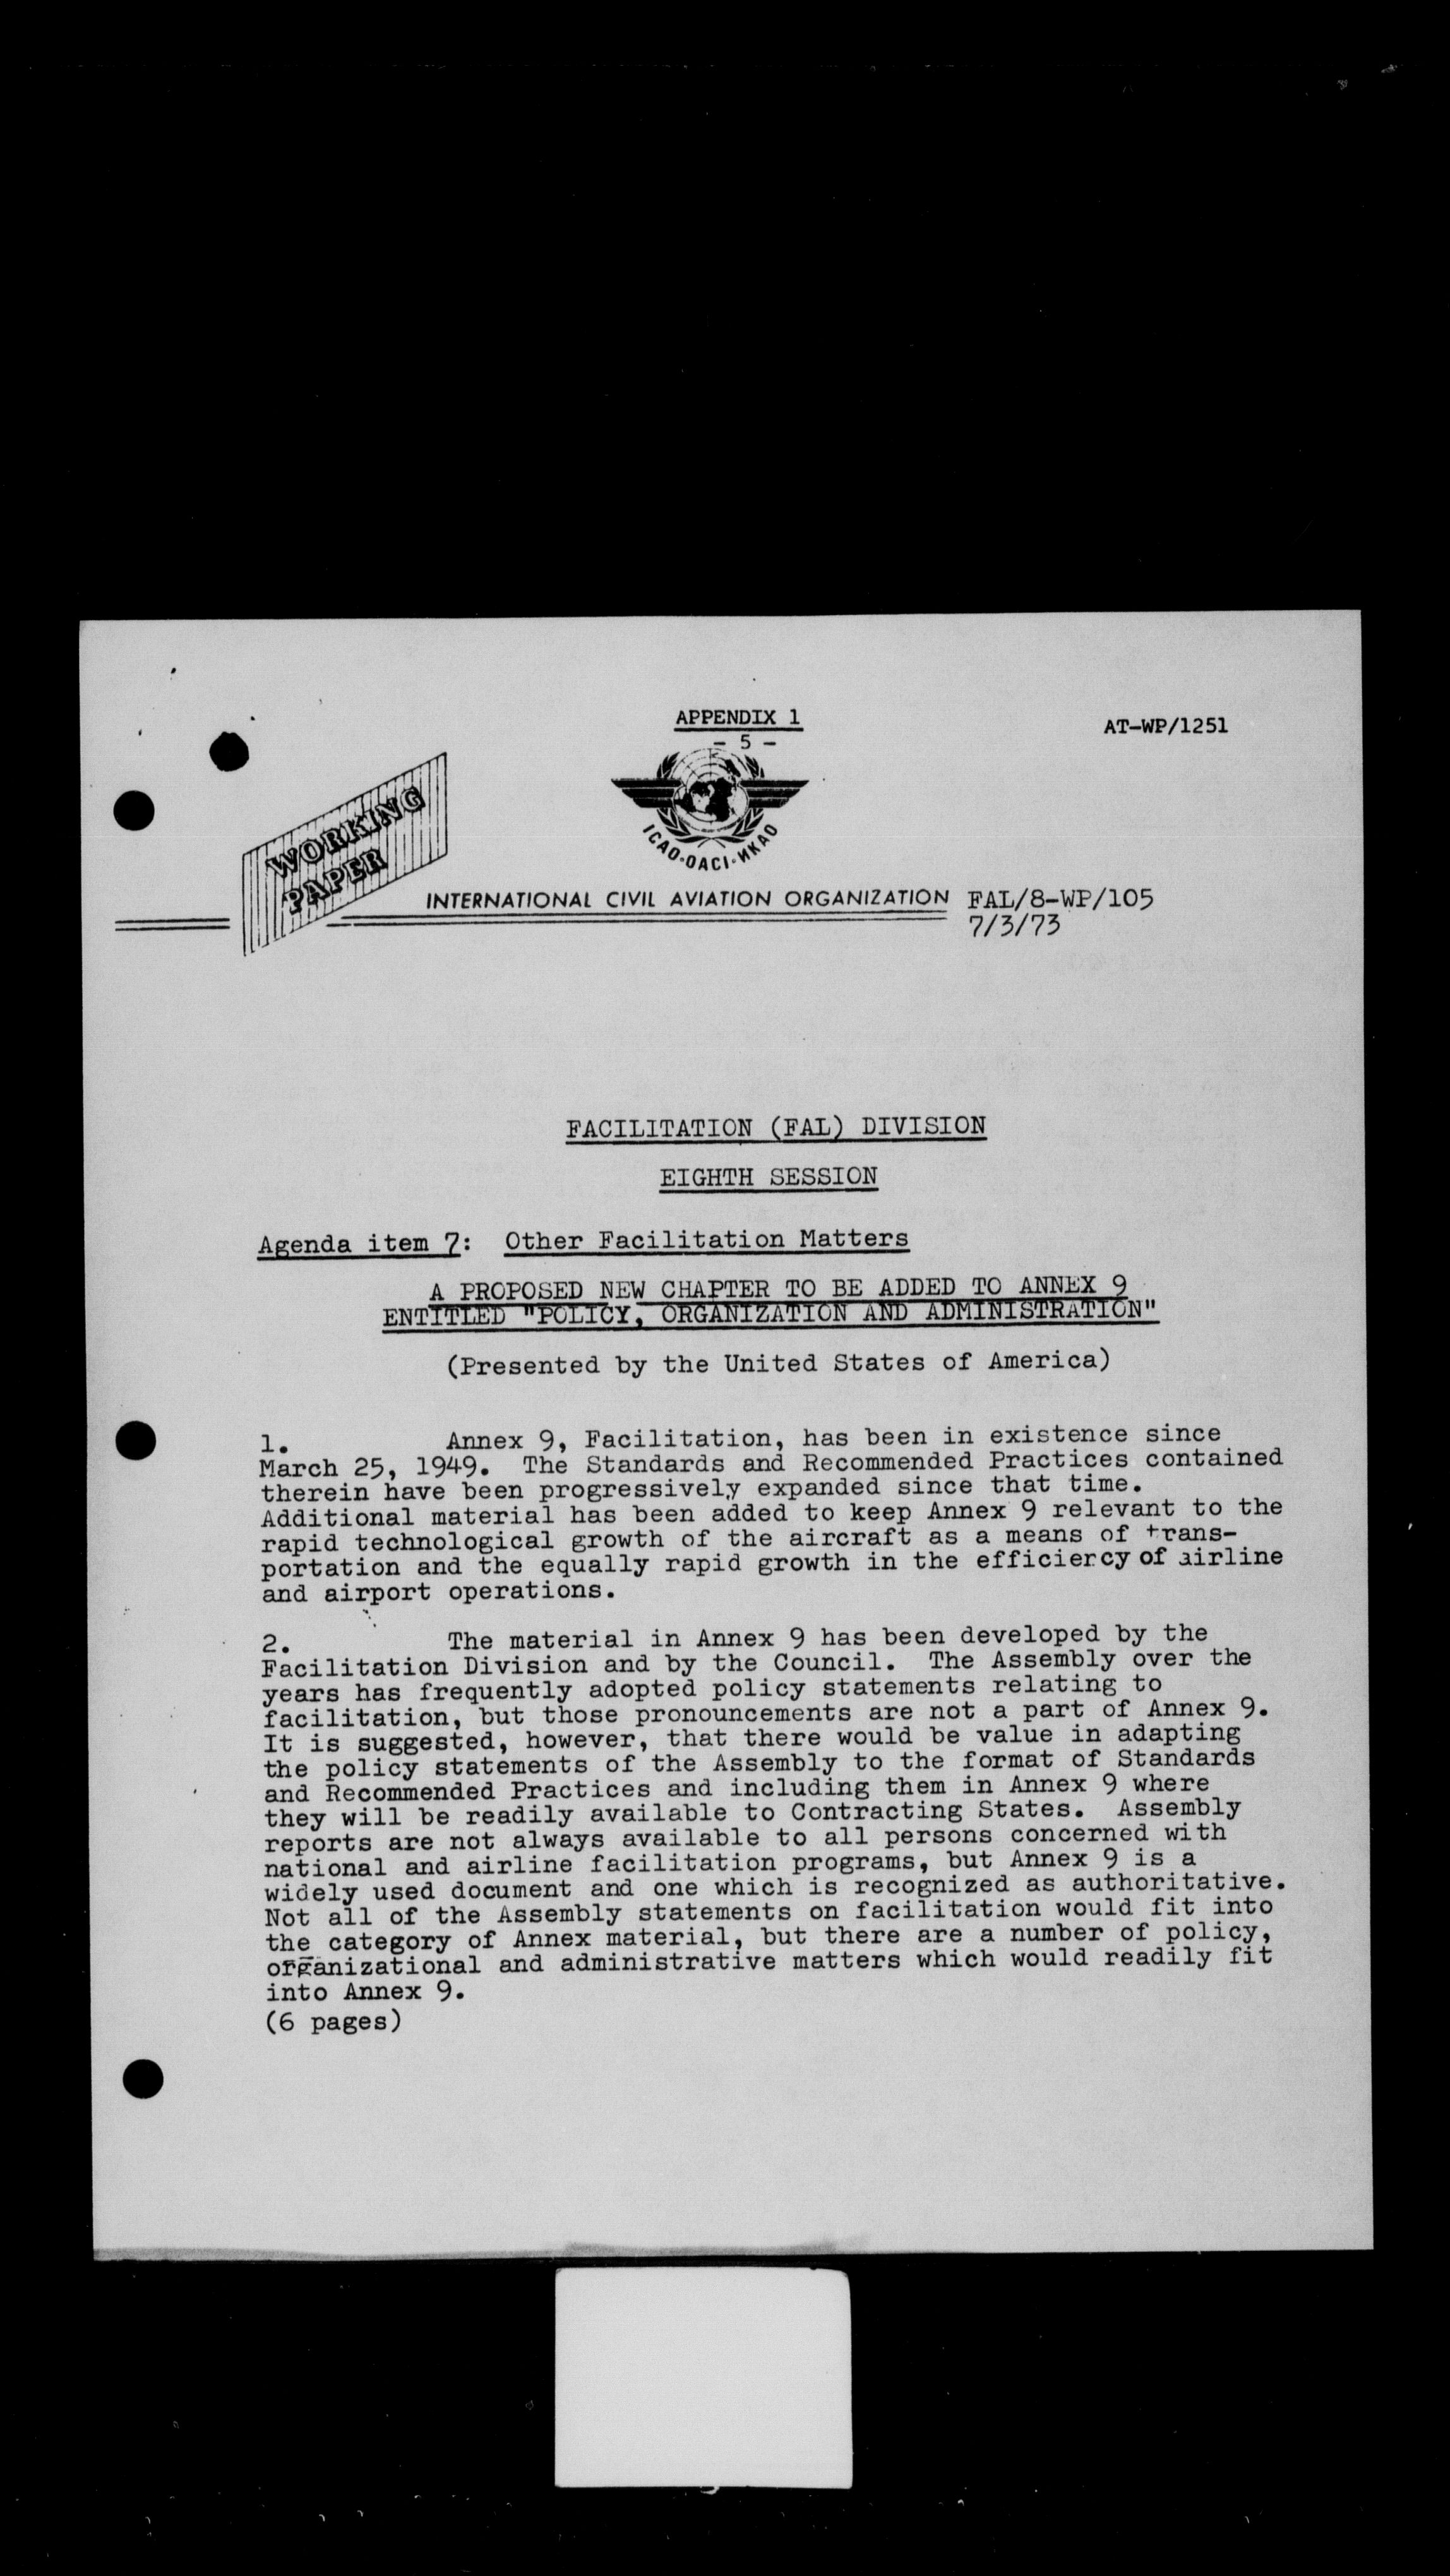 APPENDIX 1
AT-WP/1251
- 5 -
WORKING
PAPER
ICAO·OACI·ИКАО
INTERNATIONAL CIVIL AVIATION ORGANIZATION FAL/8-WP/105
7/3/73
FACILITATION (FAL) DIVISION
EIGHTH SESSION
Agenda item 7: Other Facilitation Matters
A PROPOSED NEW CHAPTER TO BE ADDED TO ANNEX 9
ENTITLED "POLICY, ORGANIZATION AND ADMINISTRATION"
(Presented by the United States of America)
1. Annex 9, Facilitation, has been in existence since
March 25, 1949. The Standards and Recommended Practices contained
therein have been progressively expanded since that time.
Additional material has been added to keep Annex 9 relevant to the
rapid technological growth of the aircraft as a means of trans-
portation and the equally rapid growth in the efficiercy of airline
and airport operations.
2. The material in Annex 9 has been developed by the
Facilitation Division and by the Council. The Assembly over the
years has frequently adopted policy statements relating to
facilitation, but those pronouncements are not a part of Annex 9.
It is suggested, however, that there would be value in adapting
the policy statements of the Assembly to the format of Standards
and Recommended Practices and including them in Annex 9 where
they will be readily available to Contracting States. Assembly
reports are not always available to all persons concerned with
national and airline facilitation programs, but Annex 9 is a
widely used document and one which is recognized as authoritative.
Not all of the Assembly statements on facilitation would fit into
the category of Annex material, but there are a number of policy,
organizational and administrative matters which would readily fit
into Annex 9.
(6 pages)